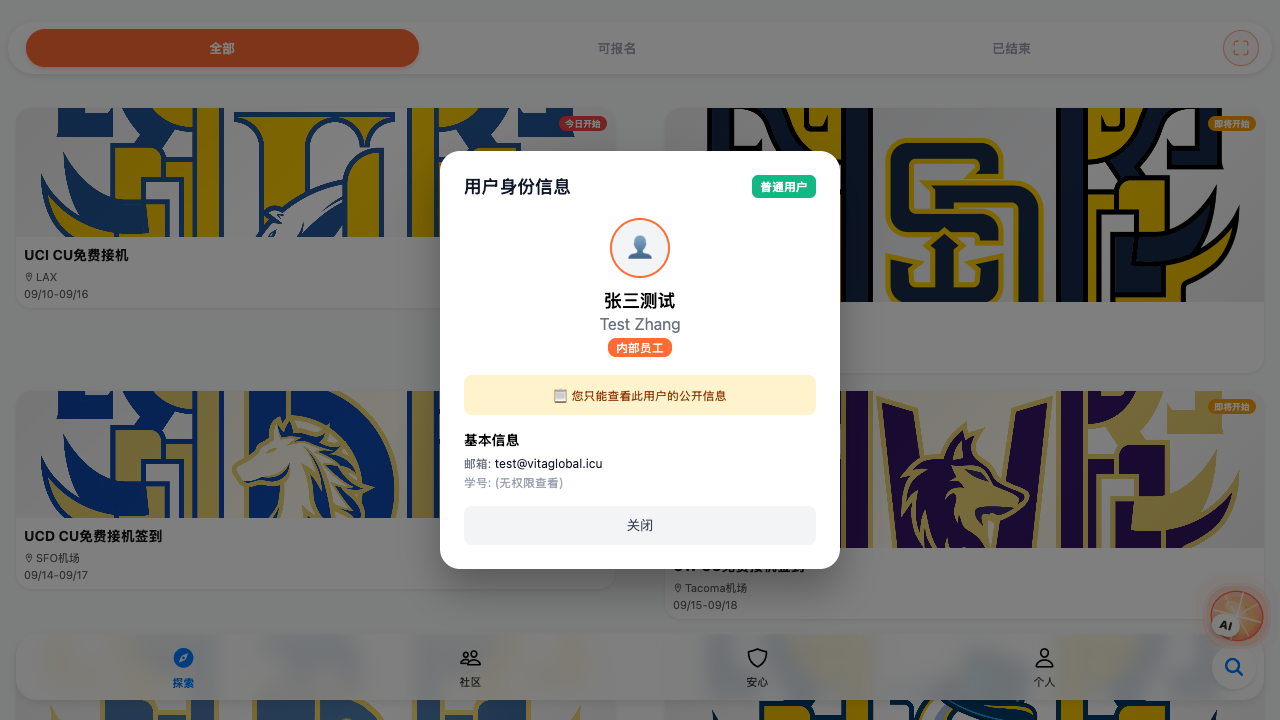 全部
可报名
已结束
今日开始
即将开始
UCI CU免费接机
LAX
09/10-09/16
用户身份信息
普通用户
张三测试
Test Zhang
内部员工
📋 您只能查看此用户的公开信息
基本信息
邮箱: test@vitaglobal.icu
学号: (无权限查看)
关闭
即将开始
UCD CU免费接机签到
SFO机场
09/14-09/17
Tacoma机场
09/15-09/18
AI
探索
社区
安心
个人